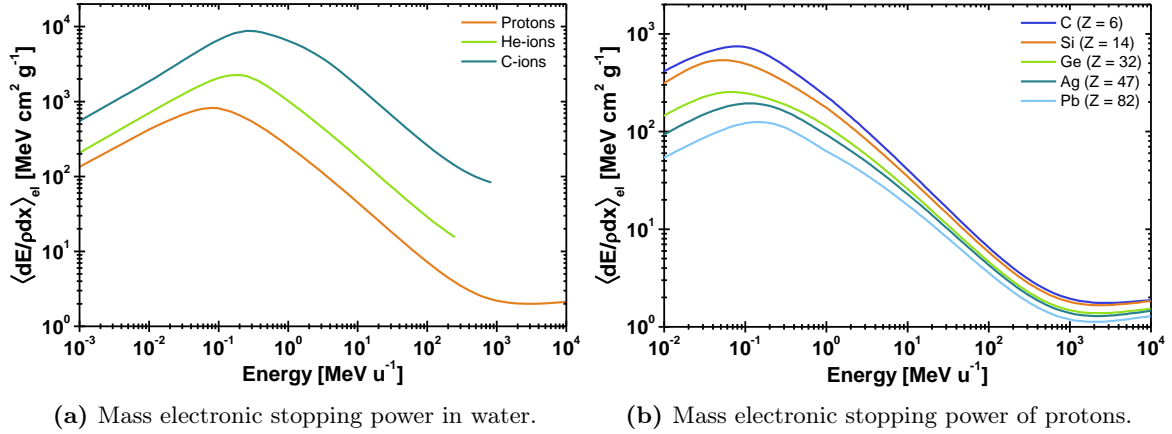 10⁴
10³
10²
10¹
10⁰
⟨dE/ρdx⟩ₑₗ [MeV cm² g⁻¹]
Protons
He-ions
C-ions
10⁻³ 10⁻² 10⁻¹ 10⁰ 10¹ 10² 10³ 10⁴
Energy [MeV u⁻¹]
(a) Mass electronic stopping power in water.
10³
10²
10¹
10⁰
⟨dE/ρdx⟩ₑₗ [MeV cm² g⁻¹]
C (Z = 6)
Si (Z = 14)
Ge (Z = 32)
Ag (Z = 47)
Pb (Z = 82)
10⁻² 10⁻¹ 10⁰ 10¹ 10² 10³ 10⁴
Energy [MeV u⁻¹]
(b) Mass electronic stopping power of protons.